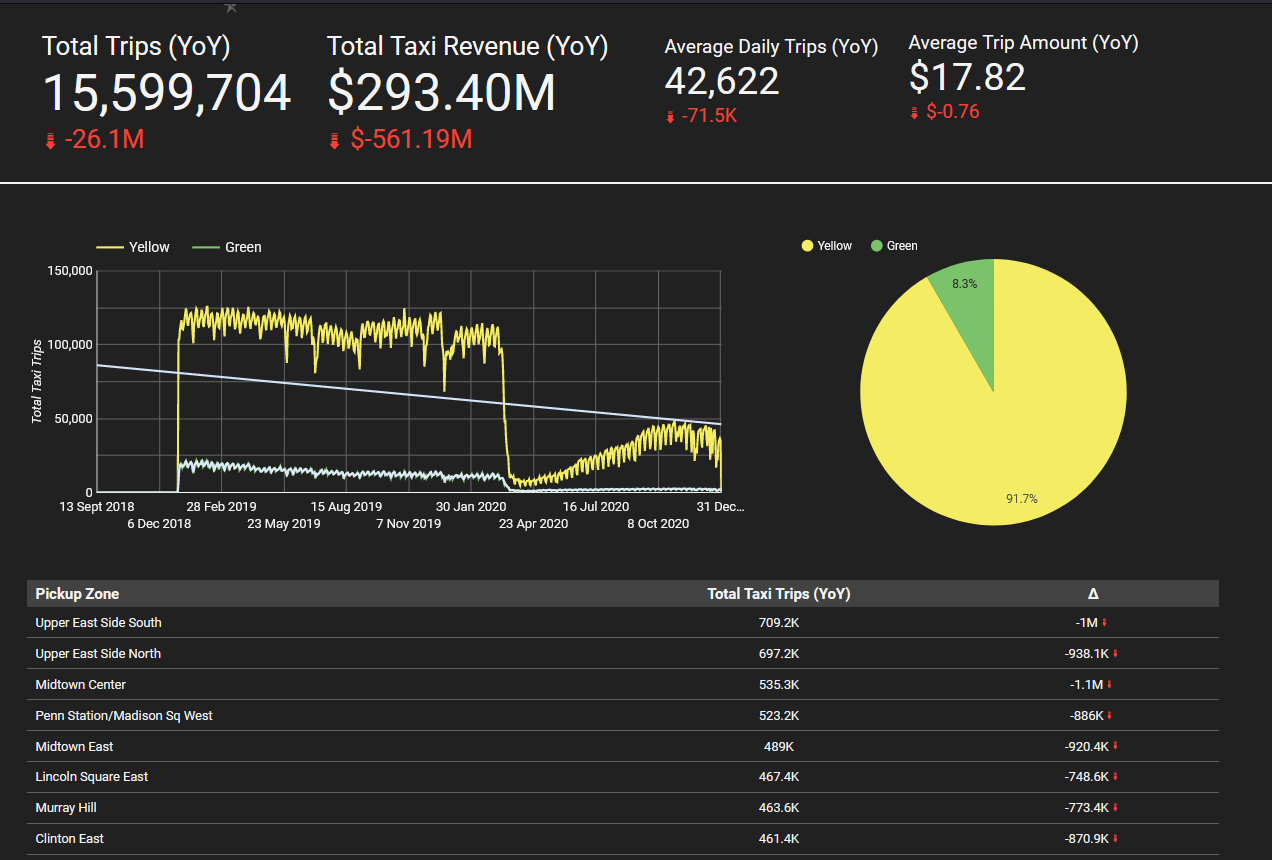 Total Trips (YoY)
15,599,704
-26.1M
Total Taxi Revenue (YoY)
$293.40M
$-561.19M
Average Daily Trips (YoY)
42,622
-71.5K
Average Trip Amount (YoY)
$17.82
$-0.76
Yellow Green
150,000
100,000
50,000
0
Total Taxi Trips
13 Sept 2018 28 Feb 2019 15 Aug 2019 30 Jan 2020 16 Jul 2020 31 Dec...
6 Dec 2018 23 May 2019 7 Nov 2019 23 Apr 2020 8 Oct 2020
Yellow Green
8.3%
91.7%
Pickup Zone Total Taxi Trips (YoY) Δ
Upper East Side South 709.2K -1M
Upper East Side North 697.2K -938.1K
Midtown Center 535.3K -1.1M
Penn Station/Madison Sq West 523.2K -886K
Midtown East 489K -920.4K
Lincoln Square East 467.4K -748.6K
Murray Hill 463.6K -773.4K
Clinton East 461.4K -870.9K